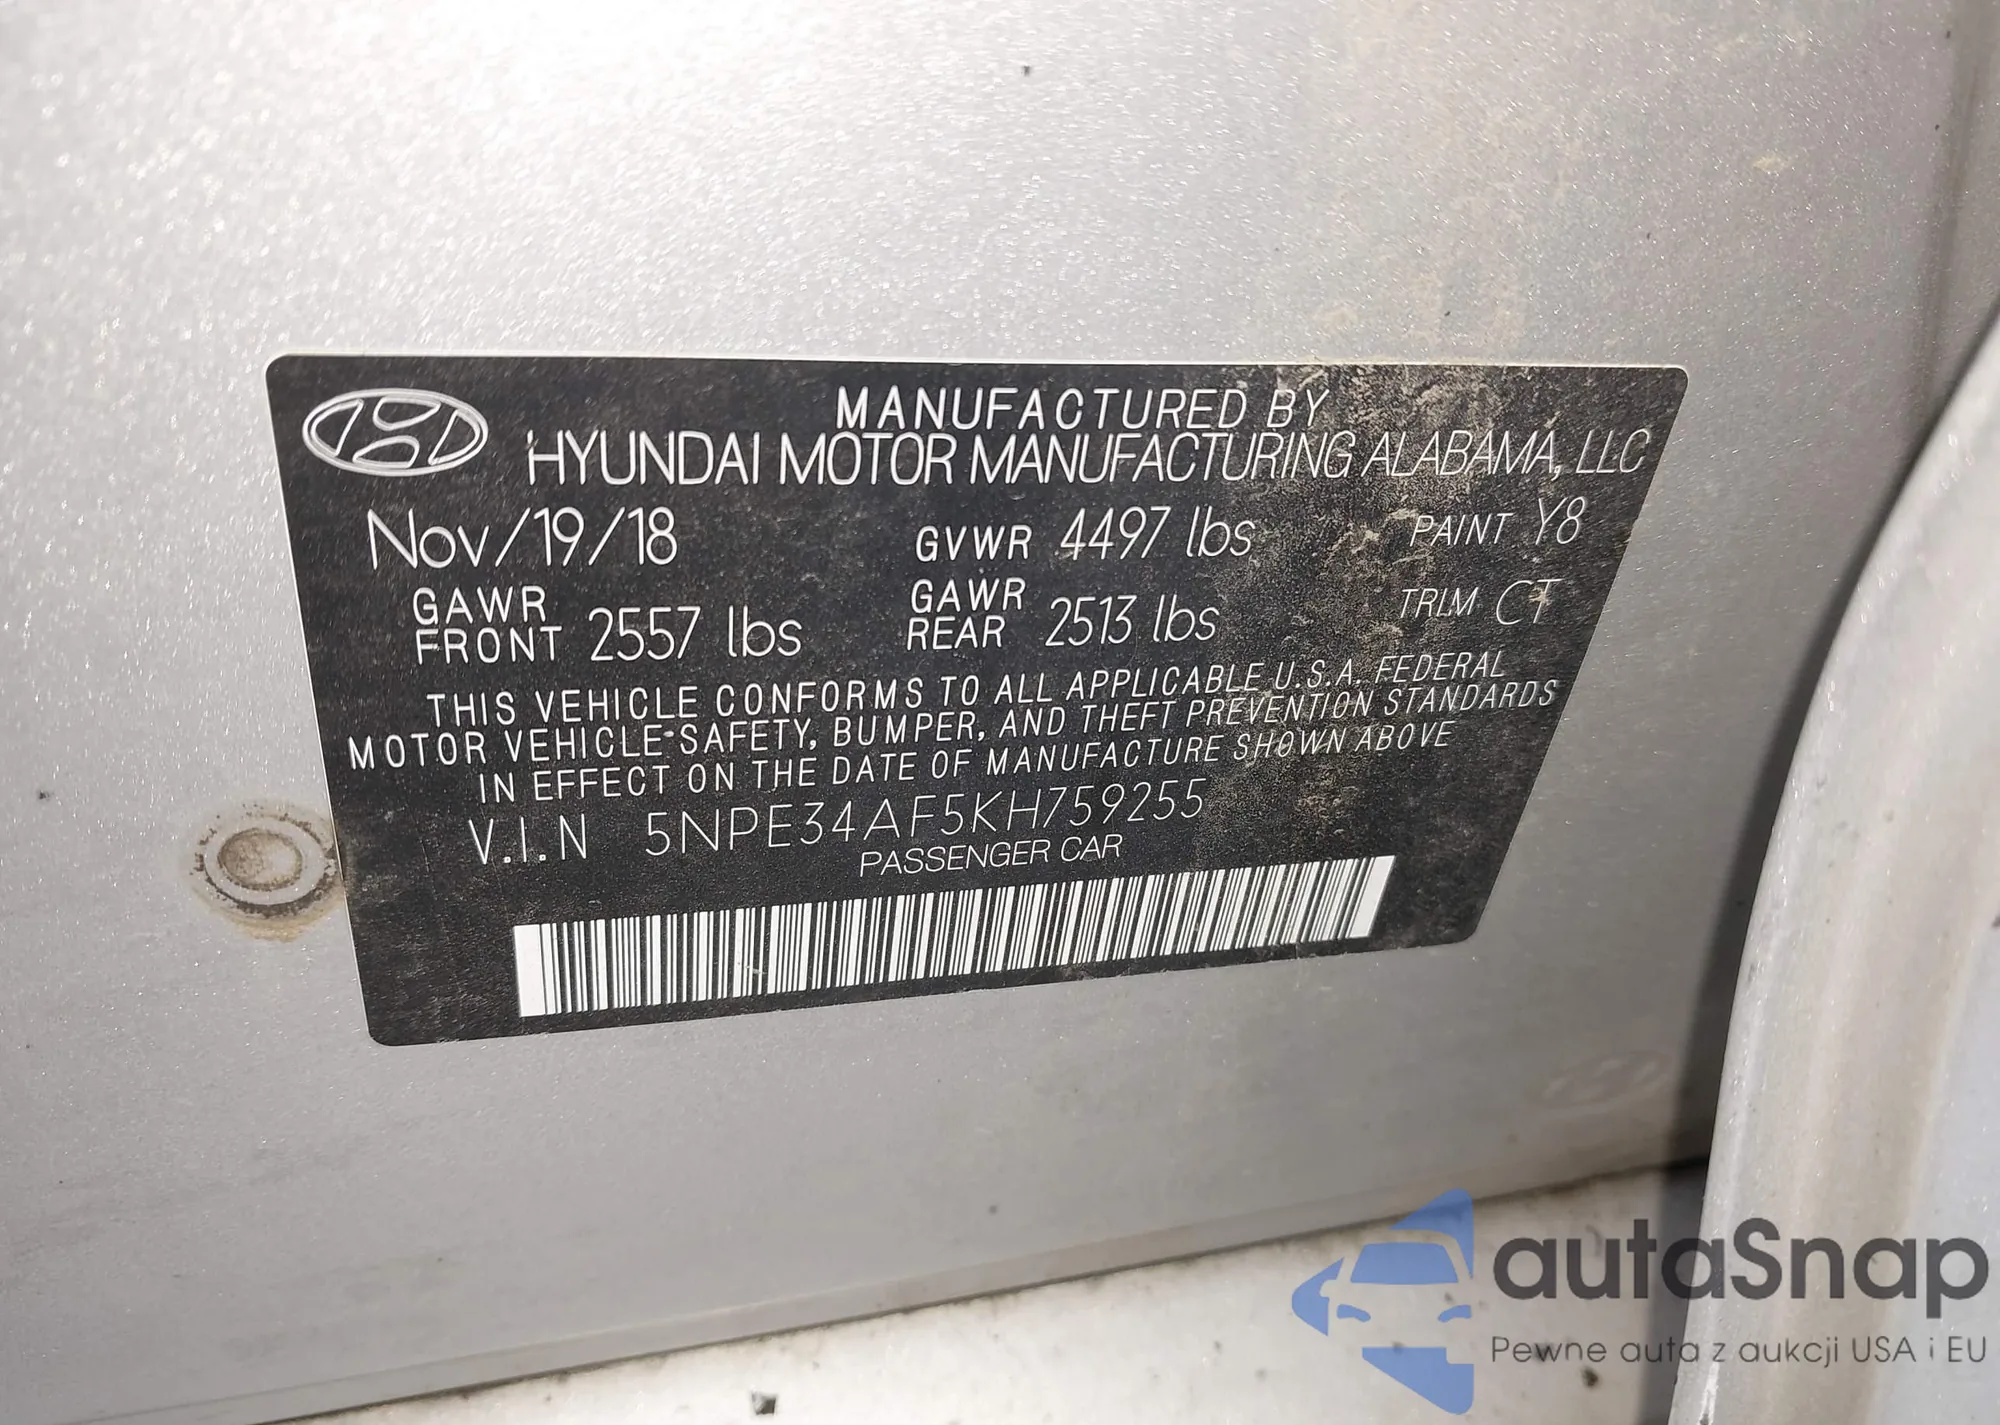 MANUFACTURED BY
HYUNDAI MOTOR MANUFACTURING ALABAMA, LLC
Nov/19/18 GVWR 4497 lbs PAINT Y8
GAWR FRONT 2557 lbs GAWR REAR 2513 lbs TRIM CT
THIS VEHICLE CONFORMS TO ALL APPLICABLE U.S.A. FEDERAL
MOTOR VEHICLE-SAFETY, BUMPER, AND THEFT PREVENTION STANDARDS
IN EFFECT ON THE DATE OF MANUFACTURE SHOWN ABOVE
V.I.N 5NPE34AF5KH759255
PASSENGER CAR
autaSnap
Pewne auta z aukcji USA i EU